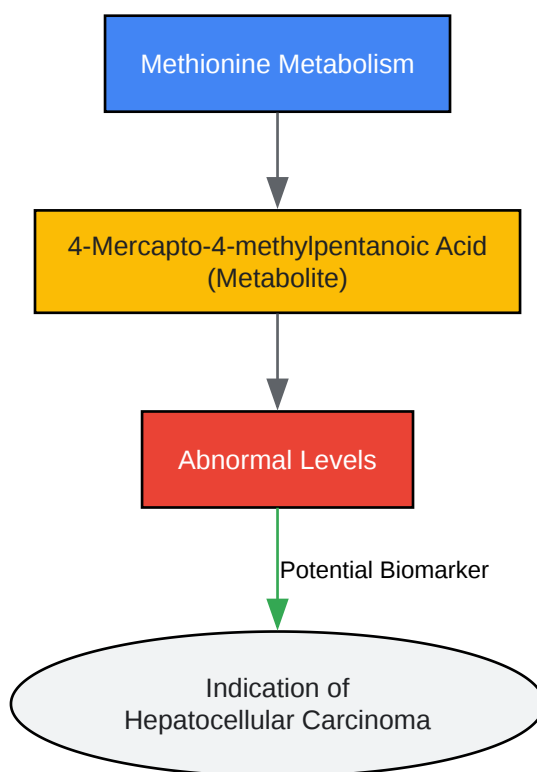 Methionine Metabolism
4-Mercapto-4-methylpentanoic Acid
(Metabolite)
Abnormal Levels
Potential Biomarker
Indication of
Hepatocellular Carcinoma